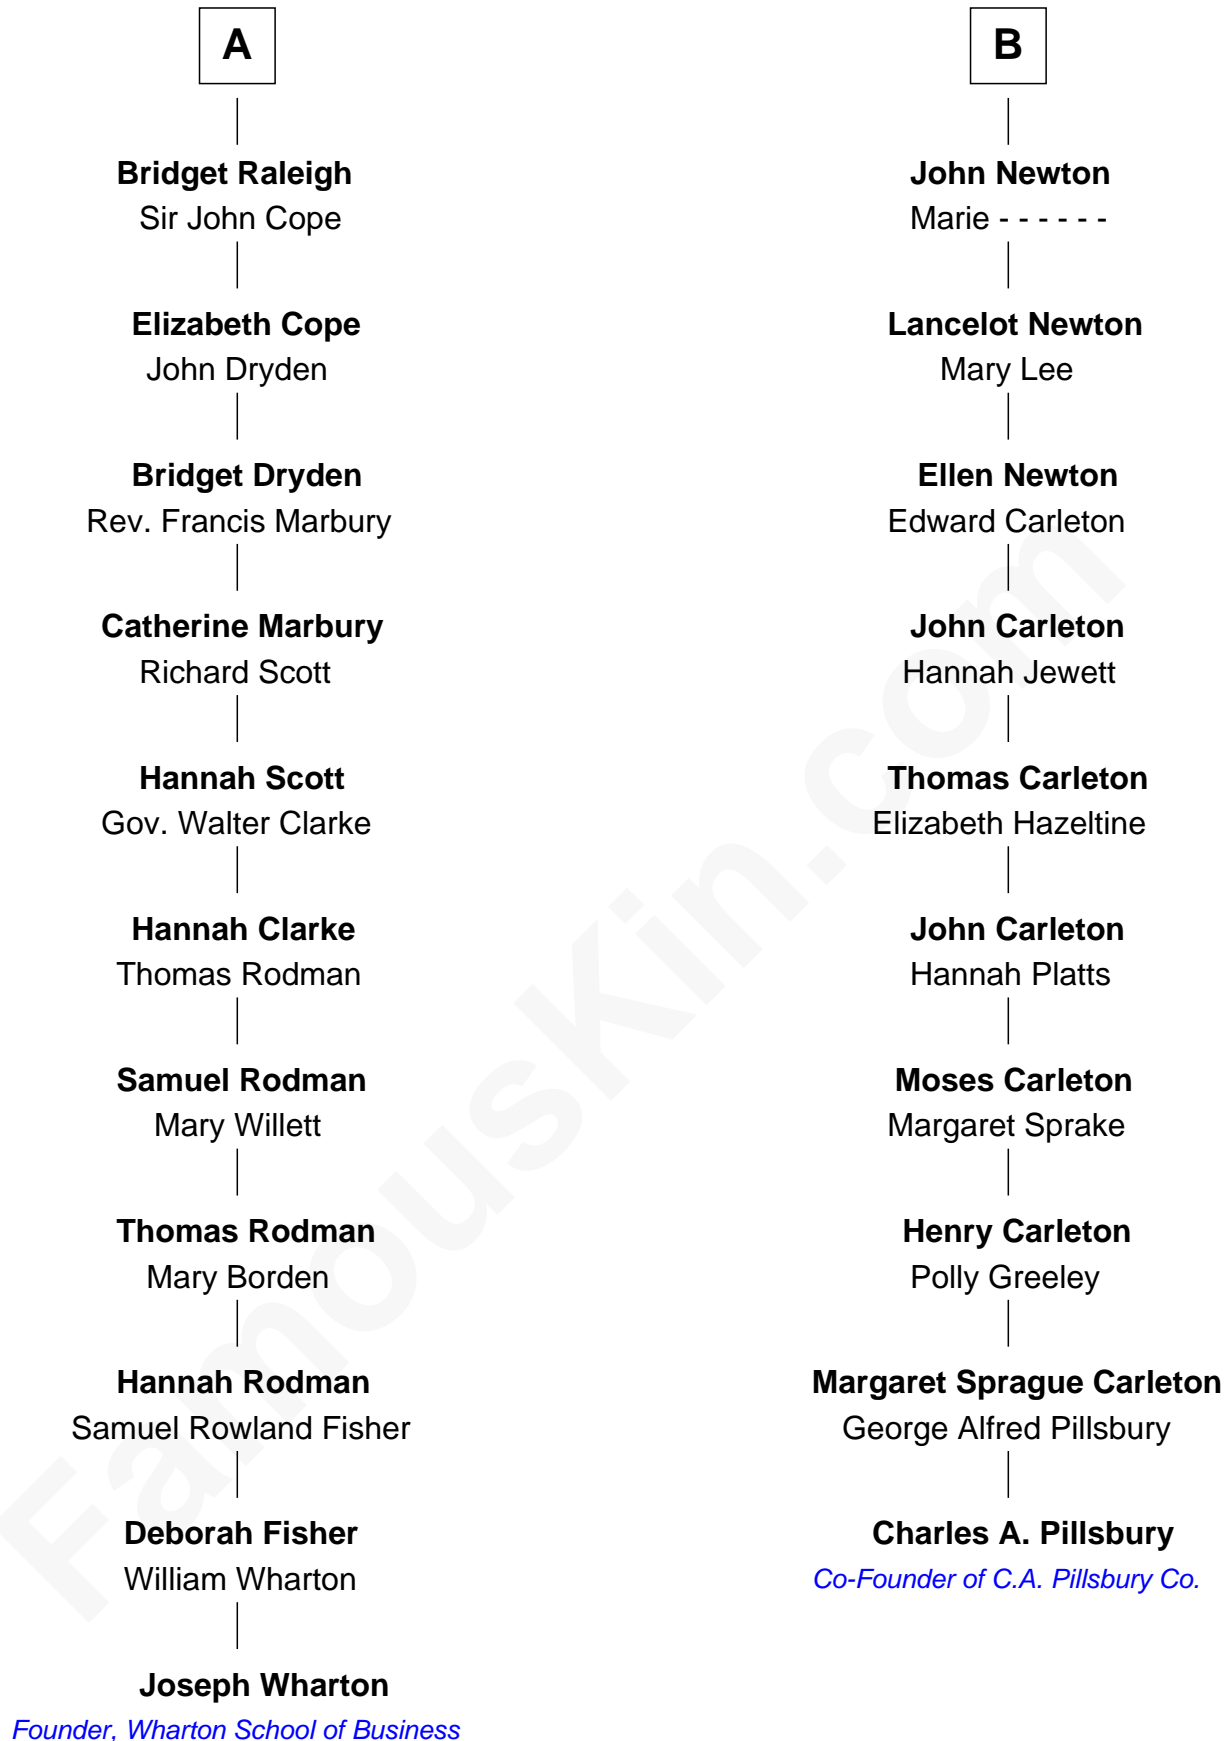 A
Bridget Raleigh
Sir John Cope
Elizabeth Cope
John Dryden
Bridget Dryden
Rev. Francis Marbury
Catherine Marbury
Richard Scott
Hannah Scott
Gov. Walter Clarke
Hannah Clarke
Thomas Rodman
Samuel Rodman
Mary Willett
Thomas Rodman
Mary Borden
Hannah Rodman
Samuel Rowland Fisher
Deborah Fisher
William Wharton
Joseph Wharton
Founder, Wharton School of Business
B
John Newton
Marie - - - - - -
Lancelot Newton
Mary Lee
Ellen Newton
Edward Carleton
John Carleton
Hannah Jewett
Thomas Carleton
Elizabeth Hazeltine
John Carleton
Hannah Platts
Moses Carleton
Margaret Sprake
Henry Carleton
Polly Greeley
Margaret Sprague Carleton
George Alfred Pillsbury
Charles A. Pillsbury
Co-Founder of C.A. Pillsbury Co.
FamousKin.com